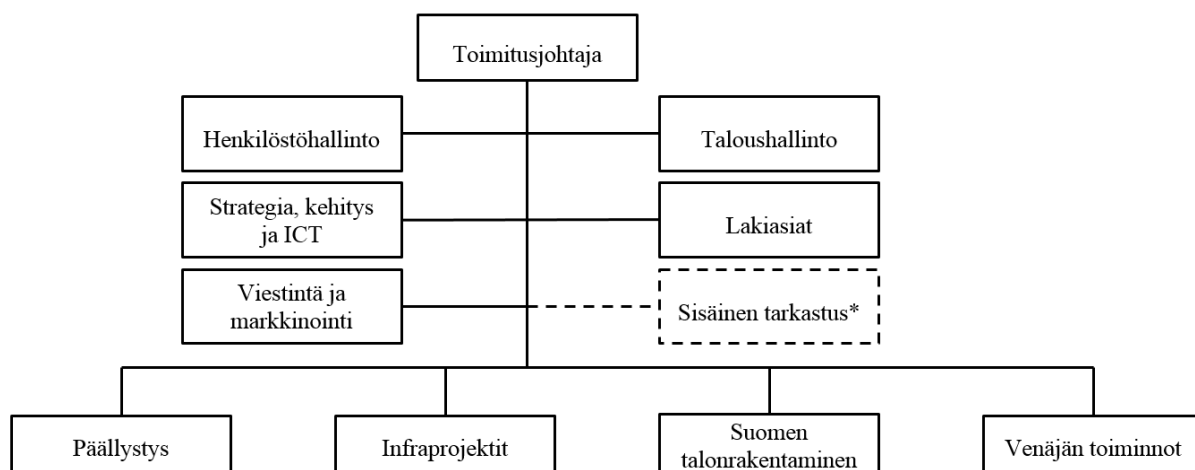 Toimitusjohtaja
Henkilöstöhallinto
Taloushallinto
Strategia, kehitys
ja ICT
Lakiasiat
Viestintä ja
markkinointi
Sisäinen tarkastus*
Päällystys
Infraprojektit
Suomen
talonrakentaminen
Venäjän toiminnot